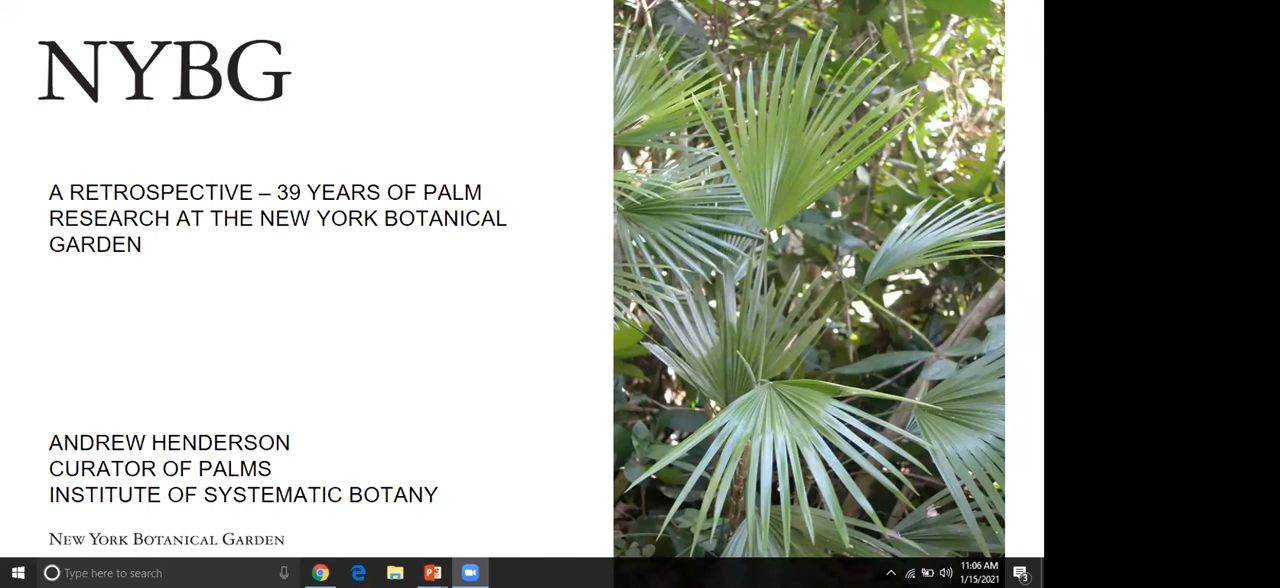 NYBG
A RETROSPECTIVE – 39 YEARS OF PALM
RESEARCH AT THE NEW YORK BOTANICAL
GARDEN
ANDREW HENDERSON
CURATOR OF PALMS
INSTITUTE OF SYSTEMATIC BOTANY
NEW YORK BOTANICAL GARDEN
Type here to search
11:06 AM
1/15/2021
3